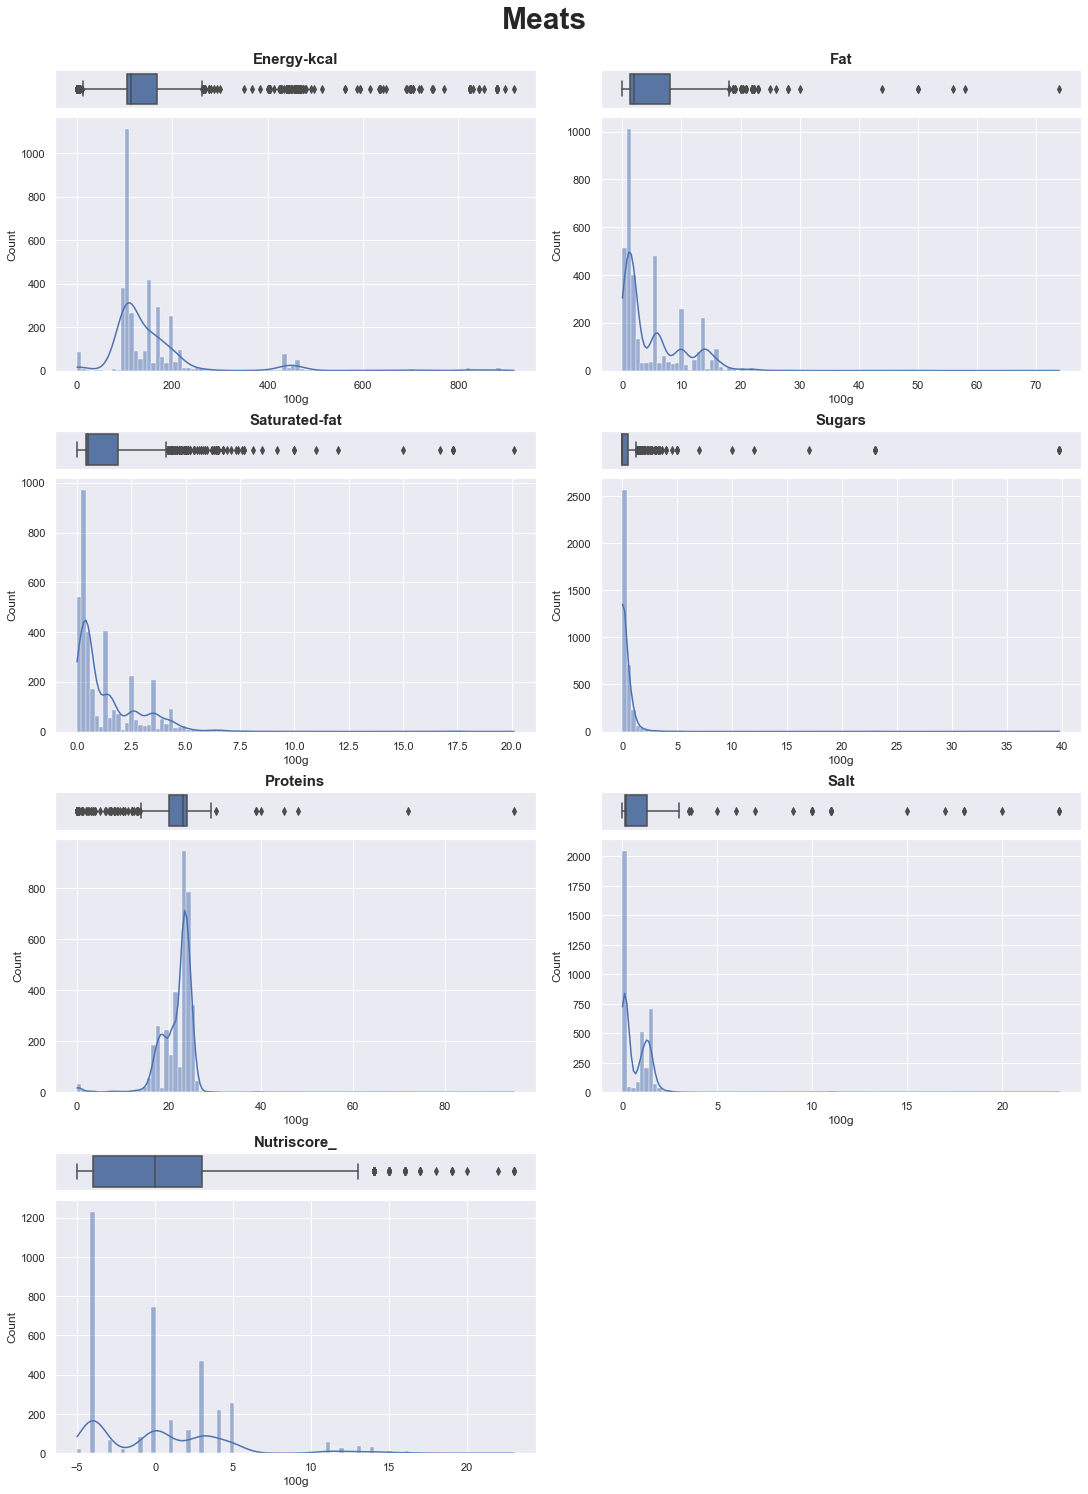 Meats
Energy-kcal
Count
1000
800
600
400
200
0
0 200 400 600 800
100g
Fat
Count
1000
800
600
400
200
0
0 10 20 30 40 50 60 70
100g
Saturated-fat
Count
1000
800
600
400
200
0
0.0 2.5 5.0 7.5 10.0 12.5 15.0 17.5 20.0
100g
Sugars
Count
2500
2000
1500
1000
500
0
0 5 10 15 20 25 30 35 40
100g
Proteins
Count
800
600
400
200
0
0 20 40 60 80
100g
Salt
Count
2000
1750
1500
1250
1000
750
500
250
0
0 5 10 15 20
100g
Nutriscore_
Count
1200
1000
800
600
400
200
0
−5 0 5 10 15 20
100g